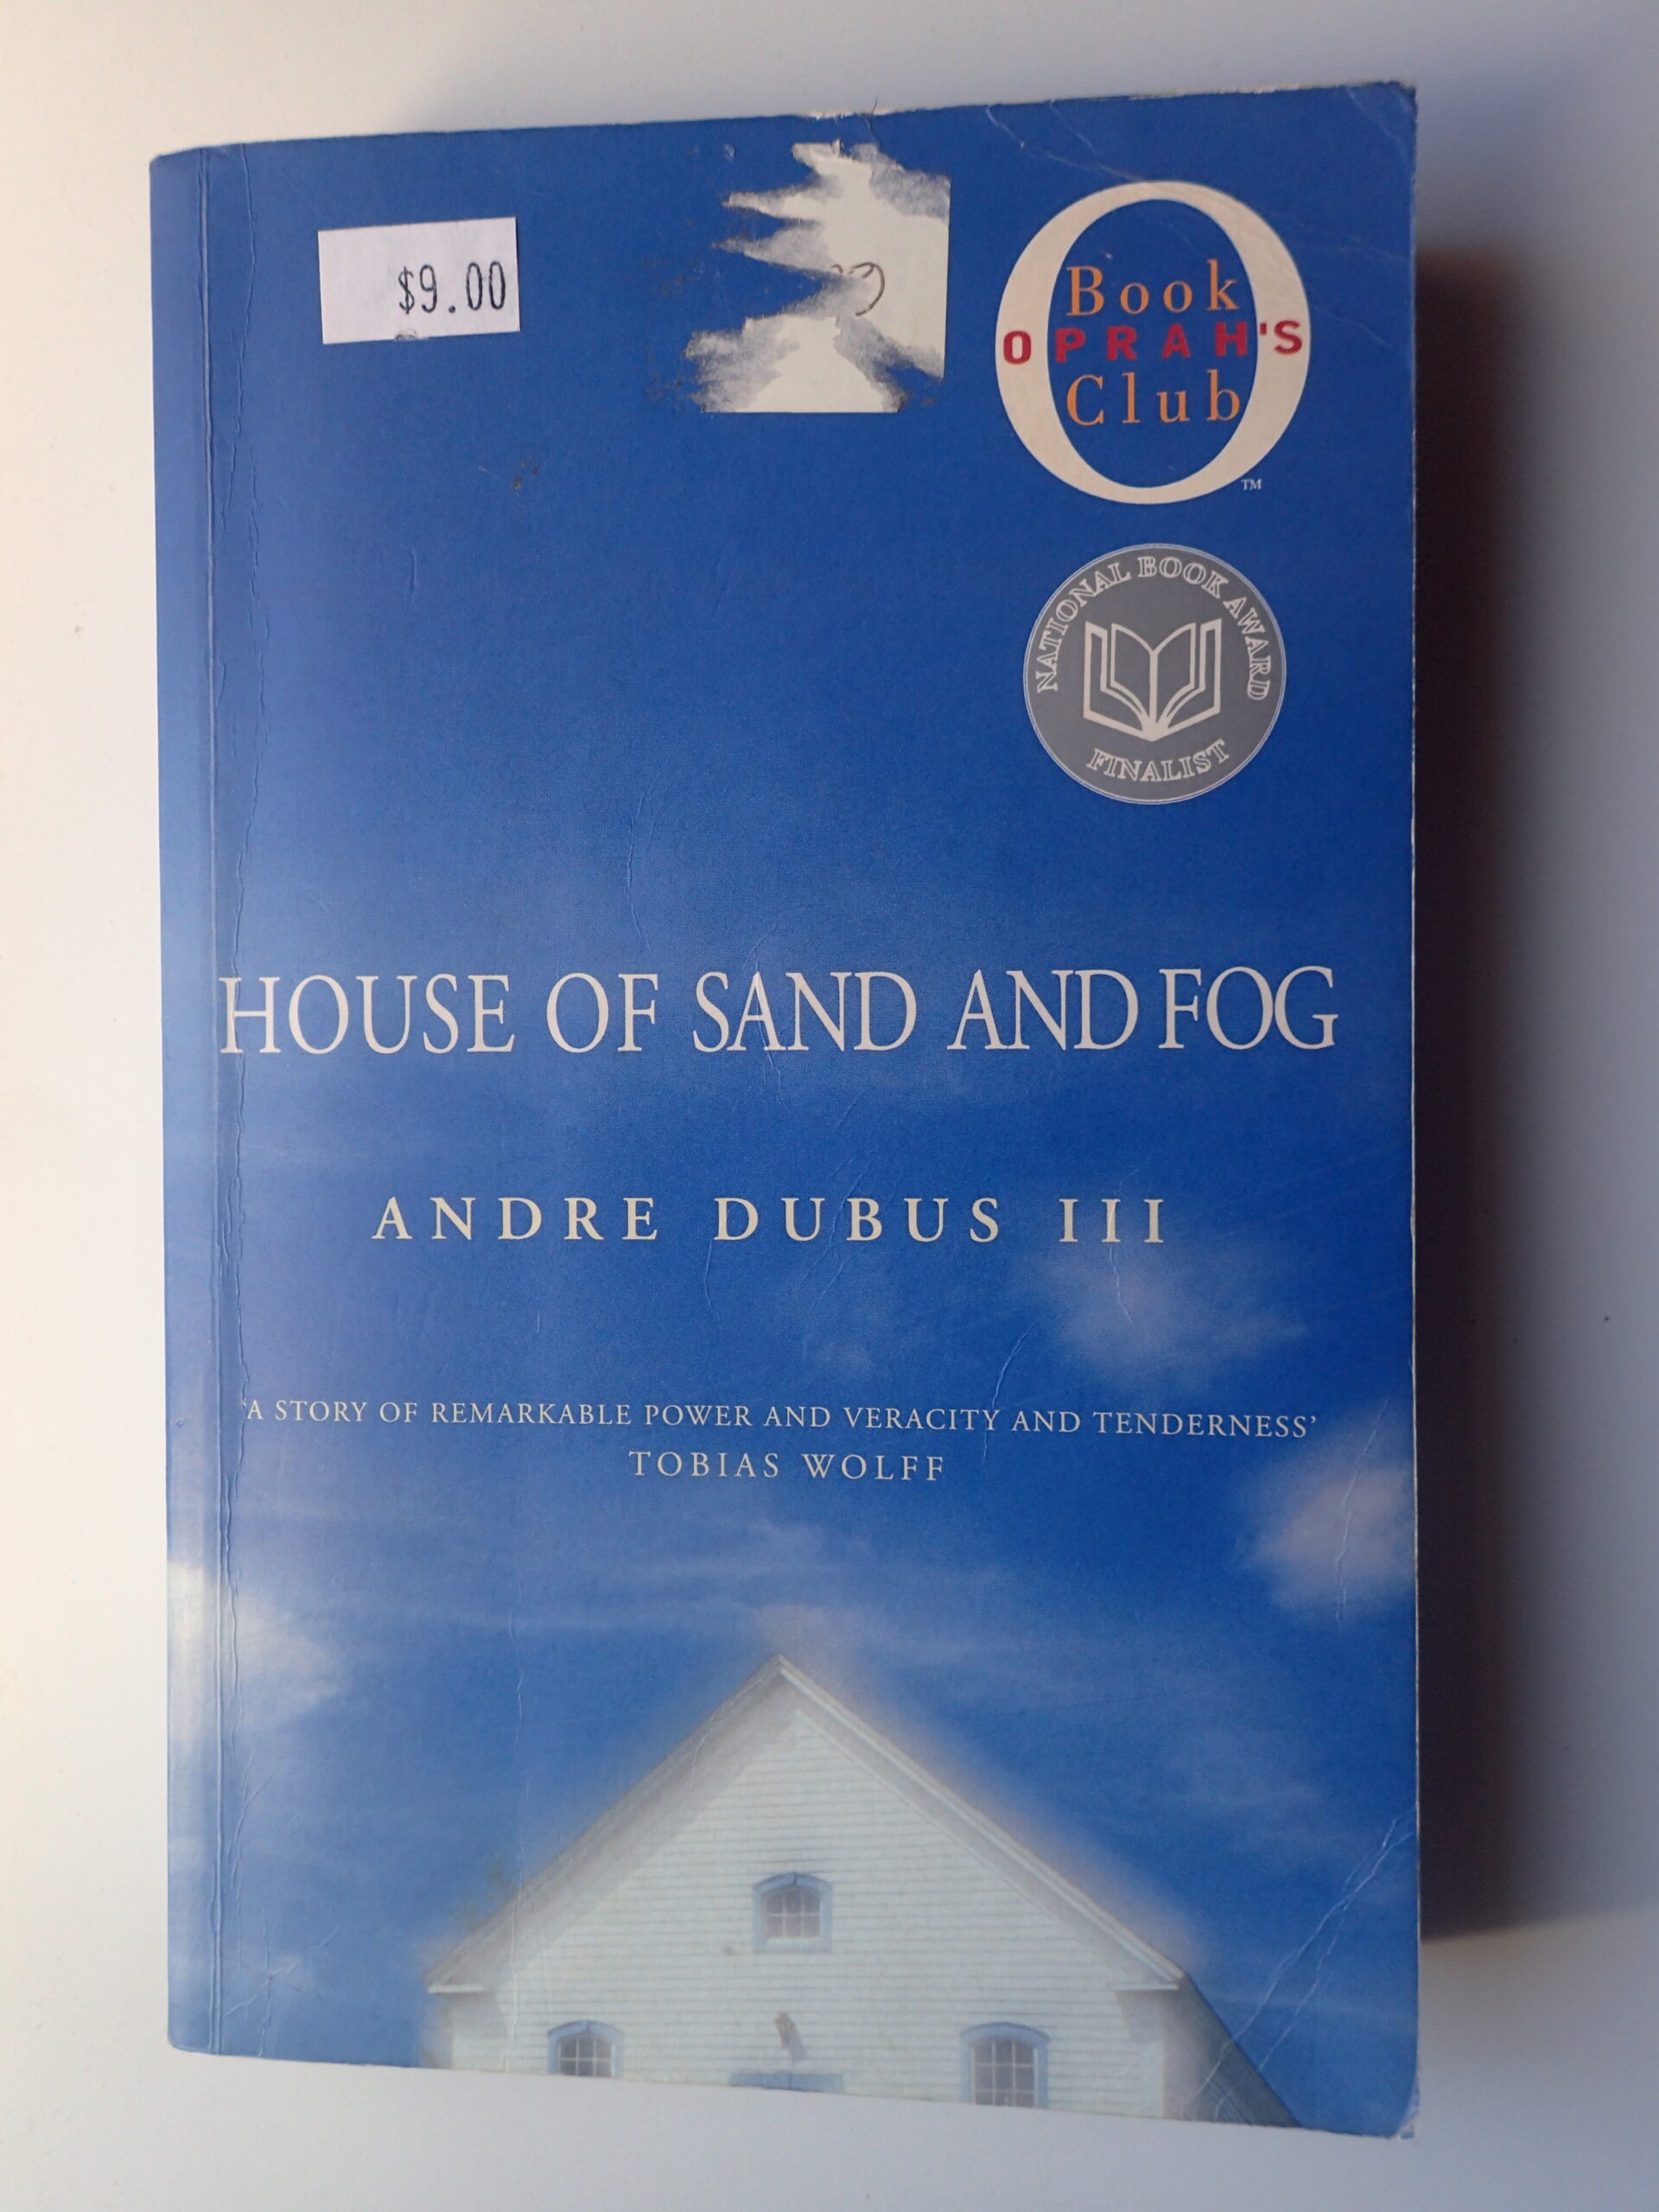 $9.00
Book
OPRAH'S
Club
TM
NATIONAL BOOK AWARD
FINALIST
HOUSE OF SAND AND FOG
ANDRE DUBUS III
'A STORY OF REMARKABLE POWER AND VERACITY AND TENDERNESS'
TOBIAS WOLFF